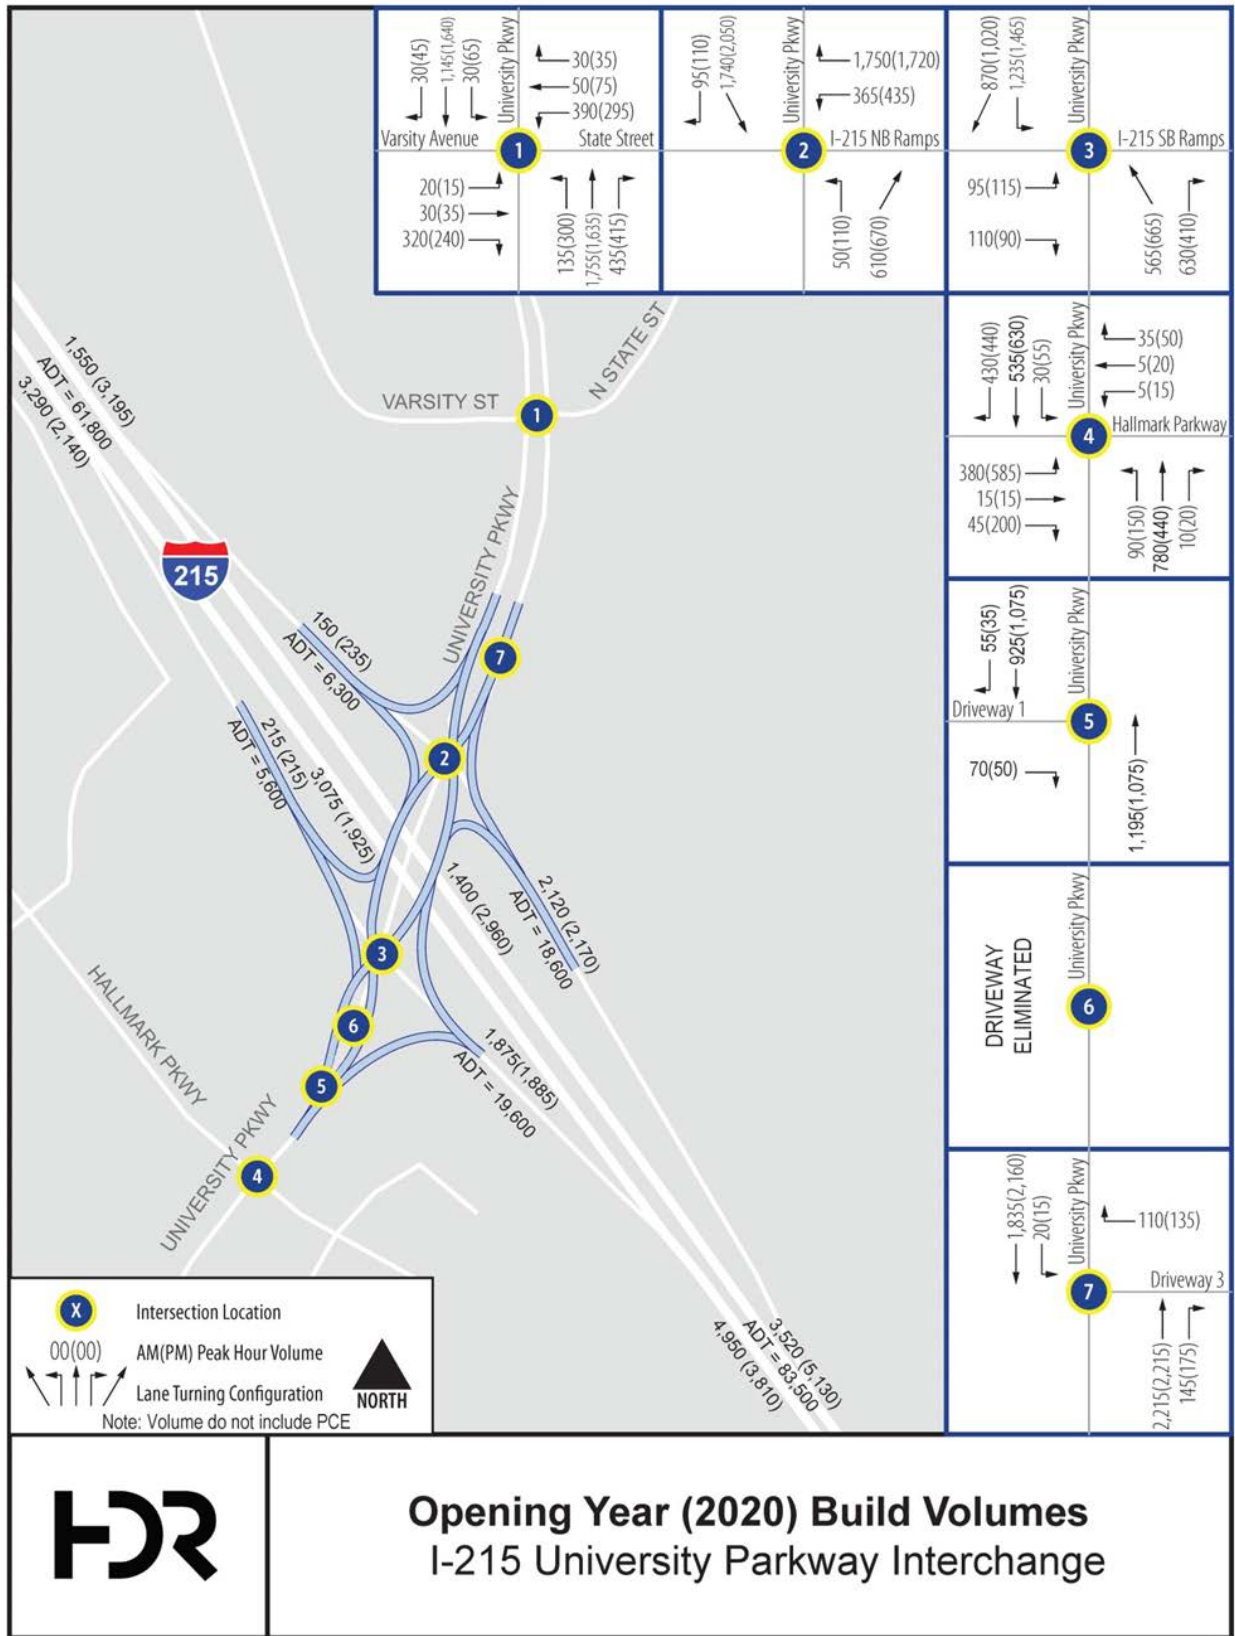 30(45)
1,145(1,640)
30(65)
University Pkwy
30(35)
50(75)
390(295)
Varsity Avenue
1
State Street
20(15)
30(35)
320(240)
135(300)
1,755(1,635)
435(415)
95(110)
1,740(2,050)
University Pkwy
1,750(1,720)
365(435)
2
I-215 NB Ramps
50(110)
610(670)
870(1,020)
1,235(1,465)
University Pkwy
3
I-215 SB Ramps
95(115)
110(90)
565(665)
630(410)
430(440)
535(630)
30(55)
University Pkwy
35(50)
5(20)
5(15)
4
Hallmark Parkway
380(585)
15(15)
45(200)
90(150)
780(440)
10(20)
55(35)
925(1,075)
University Pkwy
Driveway 1
5
70(50)
1,195(1,075)
DRIVEWAY
ELIMINATED
University Pkwy
6
1,835(2,160)
20(15)
University Pkwy
110(135)
7
Driveway 3
2,215(2,215)
145(175)
1,550 (3,195)
ADT = 61,800
3,290 (2,140)
VARSITY ST
1
N STATE ST
215
UNIVERSITY PKWY
150 (235)
ADT = 6,300
7
2
215 (215)
ADT = 5,600
3,075 (1,925)
1,400 (2,960)
2,120 (2,170)
ADT = 18,600
3
6
5
1,875(1,885)
ADT = 19,600
HALLMARK PKWY
UNIVERSITY PKWY
4
3,520 (5,130)
ADT = 83,500
4,950 (3,810)
X
Intersection Location
00(00)
AM(PM) Peak Hour Volume
Lane Turning Configuration
NORTH
Note: Volume do not include PCE
HDR
Opening Year (2020) Build Volumes
I-215 University Parkway Interchange